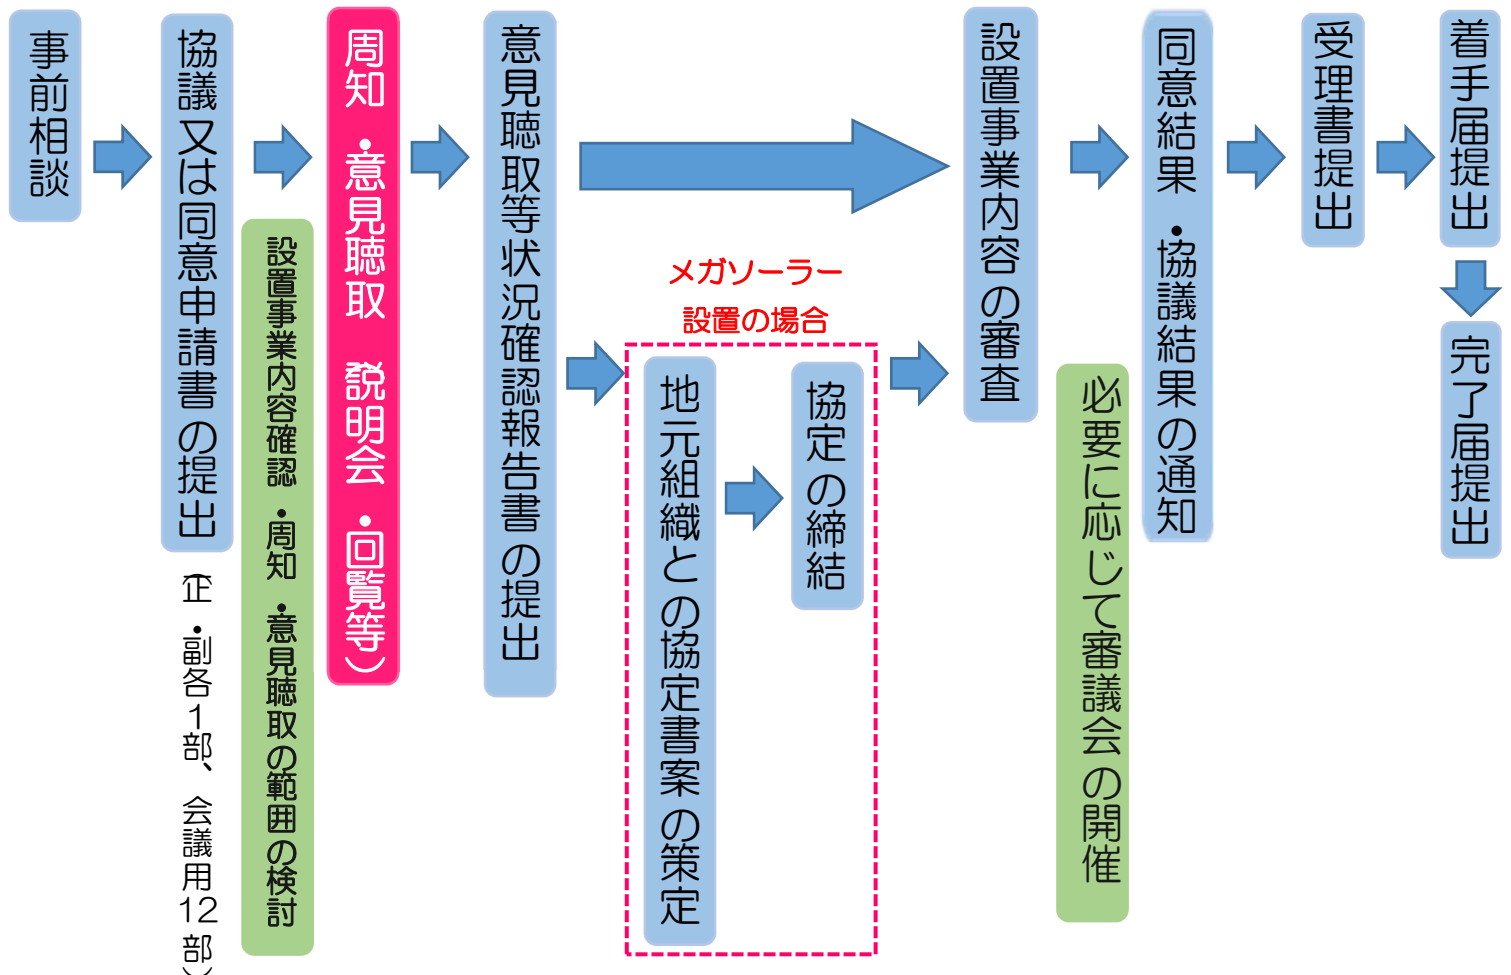 事前相談
協議又は同意申請書の提出
（正・副各1部、会議用12部）
設置事業内容確認・周知・意見聴取の範囲の検討
周知・意見聴取（説明会・回覧等）
意見聴取等状況確認報告書の提出
メガソーラー
設置の場合
地元組織との協定書案の策定
協定の締結
設置事業内容の審査
必要に応じて審議会の開催
同意結果・協議結果の通知
受理書提出
着手届提出
完了届提出